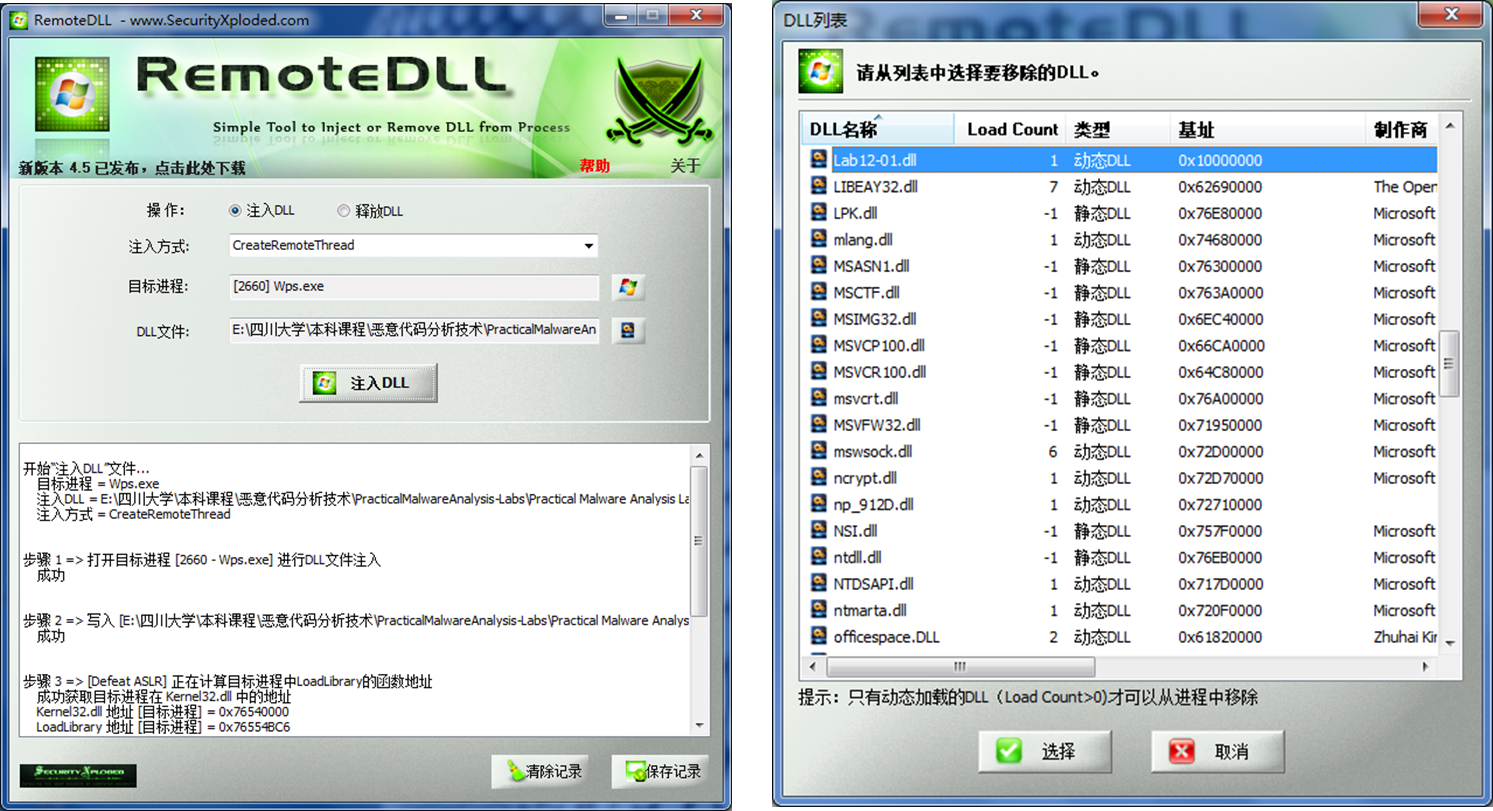 RemoteDLL - www.SecurityXploded.com
RemoteDLL
Simple Tool to Inject or Remove DLL from Process
新版本 4.5 已发布，点击此处下载
帮助
关于
操作：
注入DLL
释放DLL
注入方式:
CreateRemoteThread
目标进程:
[2660] Wps.exe
DLL文件:
E:\四川大学\本科课程\恶意代码分析技术\PracticalMalwareAn
注入DLL
开始"注入DLL"文件...
目标进程 = Wps.exe
注入DLL = E:\四川大学\本科课程\恶意代码分析技术\PracticalMalwareAnalysis-Labs\Practical Malware Analysis La
注入方式 = CreateRemoteThread
步骤 1 => 打开目标进程 [2660 - Wps.exe] 进行DLL文件注入
成功
步骤 2 => 写入 [E:\四川大学\本科课程\恶意代码分析技术\PracticalMalwareAnalysis-Labs\Practical Malware Analys
成功
步骤 3 => [Defeat ASLR] 正在计算目标进程中LoadLibrary的函数地址
成功获取目标进程在 Kernel32.dll 中的地址
Kernel32.dll 地址 [目标进程] = 0x76540000
LoadLibrary 地址 [目标进程] = 0x76554BC6
SecurityXploded
清除记录
保存记录
DLL列表
请从列表中选择要移除的DLL。
DLL名称 Load Count 类型 基址 制作商
Lab12-01.dll 1 动态DLL 0x10000000
LIBEAY32.dll 7 动态DLL 0x62690000 The Open
LPK.dll -1 静态DLL 0x76E80000 Microsoft
mlang.dll 1 动态DLL 0x74680000 Microsoft
MSASN1.dll -1 静态DLL 0x76300000 Microsoft
MSCTF.dll -1 静态DLL 0x763A0000 Microsoft
MSIMG32.dll -1 静态DLL 0x6EC40000 Microsoft
MSVCP100.dll -1 静态DLL 0x66CA0000 Microsoft
MSVCR100.dll -1 静态DLL 0x64C80000 Microsoft
msvcrt.dll -1 静态DLL 0x76A00000 Microsoft
MSVFW32.dll -1 静态DLL 0x71950000 Microsoft
mswsock.dll 6 动态DLL 0x72D00000 Microsoft
ncrypt.dll 1 动态DLL 0x72D70000 Microsoft
np_912D.dll 1 动态DLL 0x72710000
NSI.dll -1 静态DLL 0x757F0000 Microsoft
ntdll.dll -1 静态DLL 0x76EB0000 Microsoft
NTDSAPI.dll 1 动态DLL 0x717D0000 Microsoft
ntmarta.dll 1 动态DLL 0x720F0000 Microsoft
officespace.DLL 2 动态DLL 0x61820000 Zhuhai Kir
提示：只有动态加载的DLL（Load Count>0)才可以从进程中移除
选择
取消